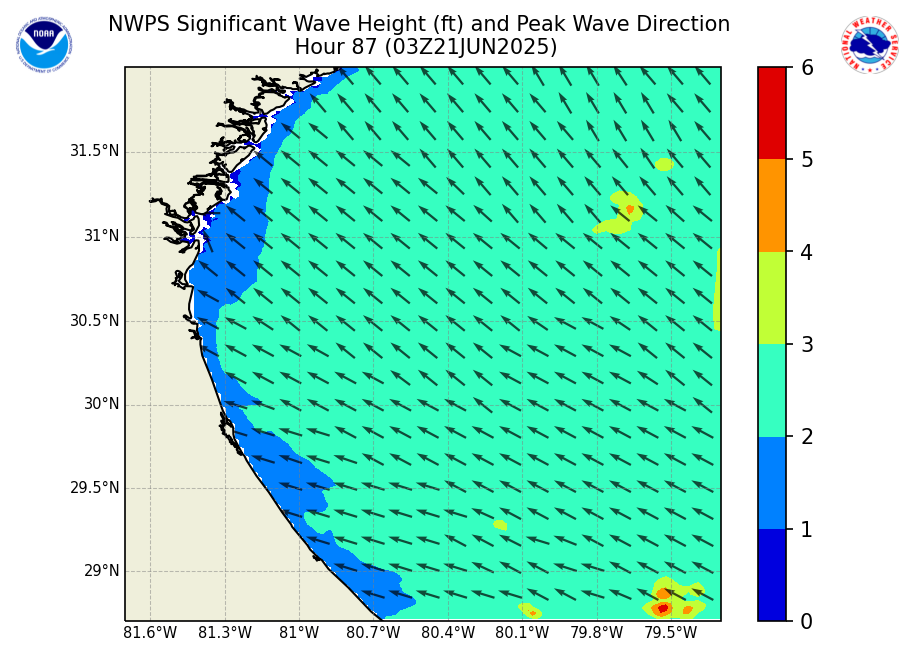 NWPS Significant Wave Height (ft) and Peak Wave Direction
Hour 87 (03Z21JUN2025)
NOAA
NATIONAL WEATHER SERVICE
31.5°N
31°N
30.5°N
30°N
29.5°N
29°N
81.6°W 81.3°W 81°W 80.7°W 80.4°W 80.1°W 79.8°W 79.5°W
6
5
4
3
2
1
0